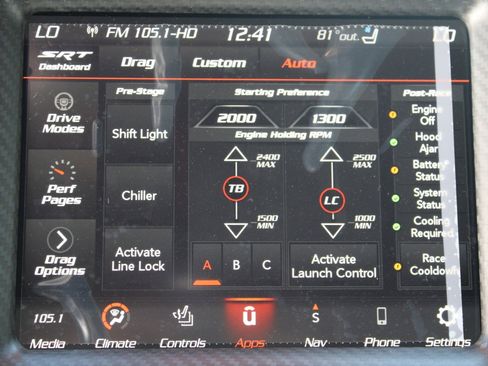 LO FM 105.1-HD 12:41 81°out. LO
SRT
Dashboard
Drag Custom Auto
Drive
Modes
Perf
Pages
Drag
Options
Pre-Stage
Shift Light
Chiller
Activate
Line Lock
Starting Preference
2000 1300
Engine Holding RPM
2400
MAX
TB
1500
MIN
2500
MAX
LC
1000
MIN
A B C
Activate
Launch Control
Post-Race
Engine
Off
Hood
Ajar
Battery
Status
System
Status
Cooling
Required
Race
Cooldown
105.1 S
Media Climate Controls Apps Nav Phone Settings